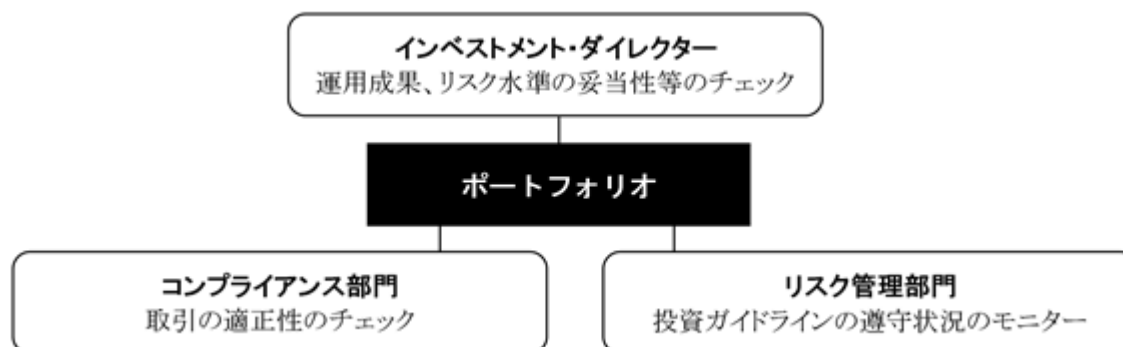 インベストメント・ダイレクター
運用成果、リスク水準の妥当性等のチェック
ポートフォリオ
コンプライアンス部門
取引の適正性のチェック
リスク管理部門
投資ガイドラインの遵守状況のモニター